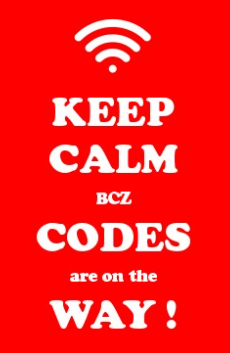 KEEP
CALM
BCZ
CODES
are on the
WAY !